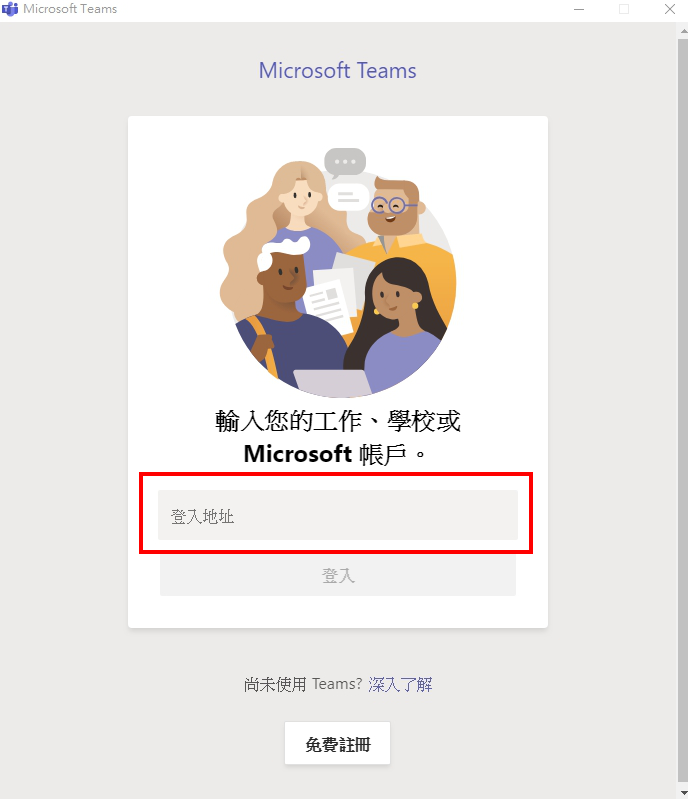 Microsoft Teams
Microsoft Teams
輸入您的工作、學校或
Microsoft 帳戶。
登入地址
登入
尚未使用 Teams? 深入了解
免費註冊